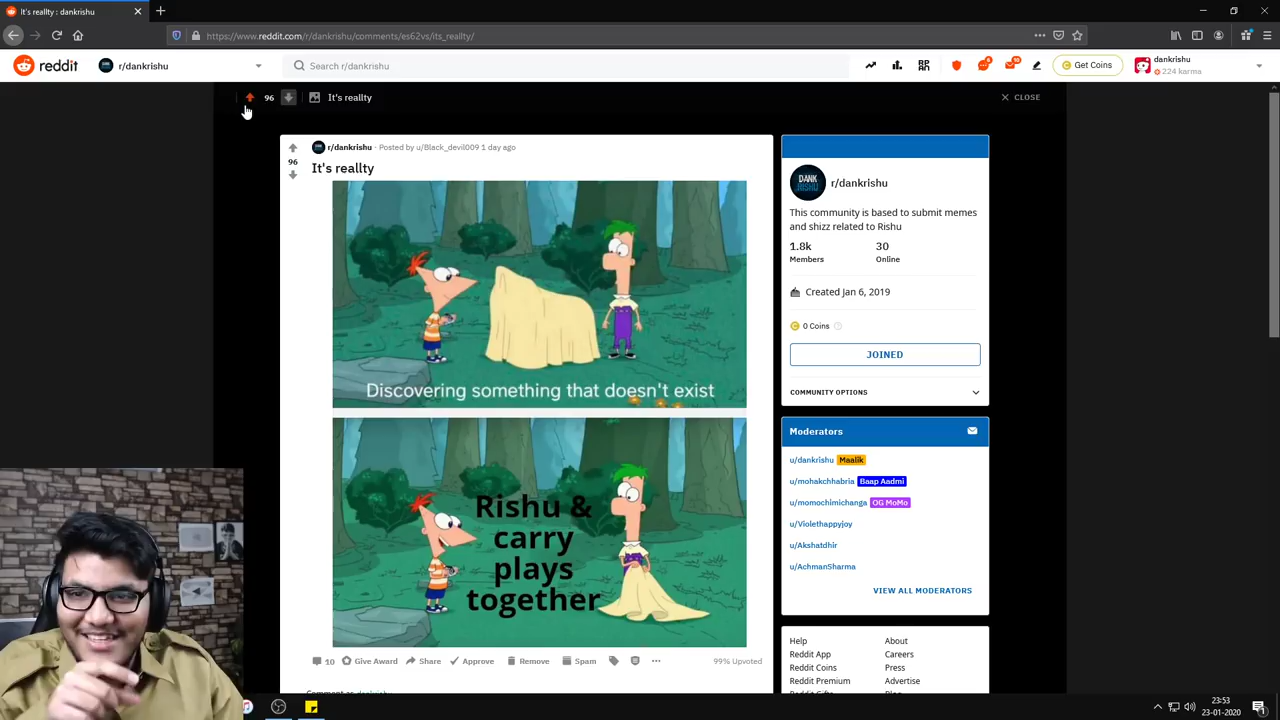 It's reallty : dankrishu
https://www.reddit.com/r/dankrishu/comments/es62vs/its_reallty/
reddit
r/dankrishu
Search r/dankrishu
Get Coins
dankrishu
224 karma
96
It's reallty
CLOSE
r/dankrishu · Posted by u/Black_devil009 1 day ago
96
It's reallty
Discovering something that doesn't exist
Rishu &
carry
plays
together
10
Give Award
Share
Approve
Remove
Spam
99% Upvoted
DANK
RISHU
r/dankrishu
This community is based to submit memes
and shizz related to Rishu
1.8k
30
Members
Online
Created Jan 6, 2019
0 Coins
JOINED
COMMUNITY OPTIONS
Moderators
u/dankrishu Maalik
u/mohakchhabria Baap Aadmi
u/momochimichanga OG MoMo
u/Violethappyjoy
u/Akshatdhir
u/AchmanSharma
VIEW ALL MODERATORS
Help
About
Reddit App
Careers
Reddit Coins
Press
Reddit Premium
Advertise
23:53
23-01-2020